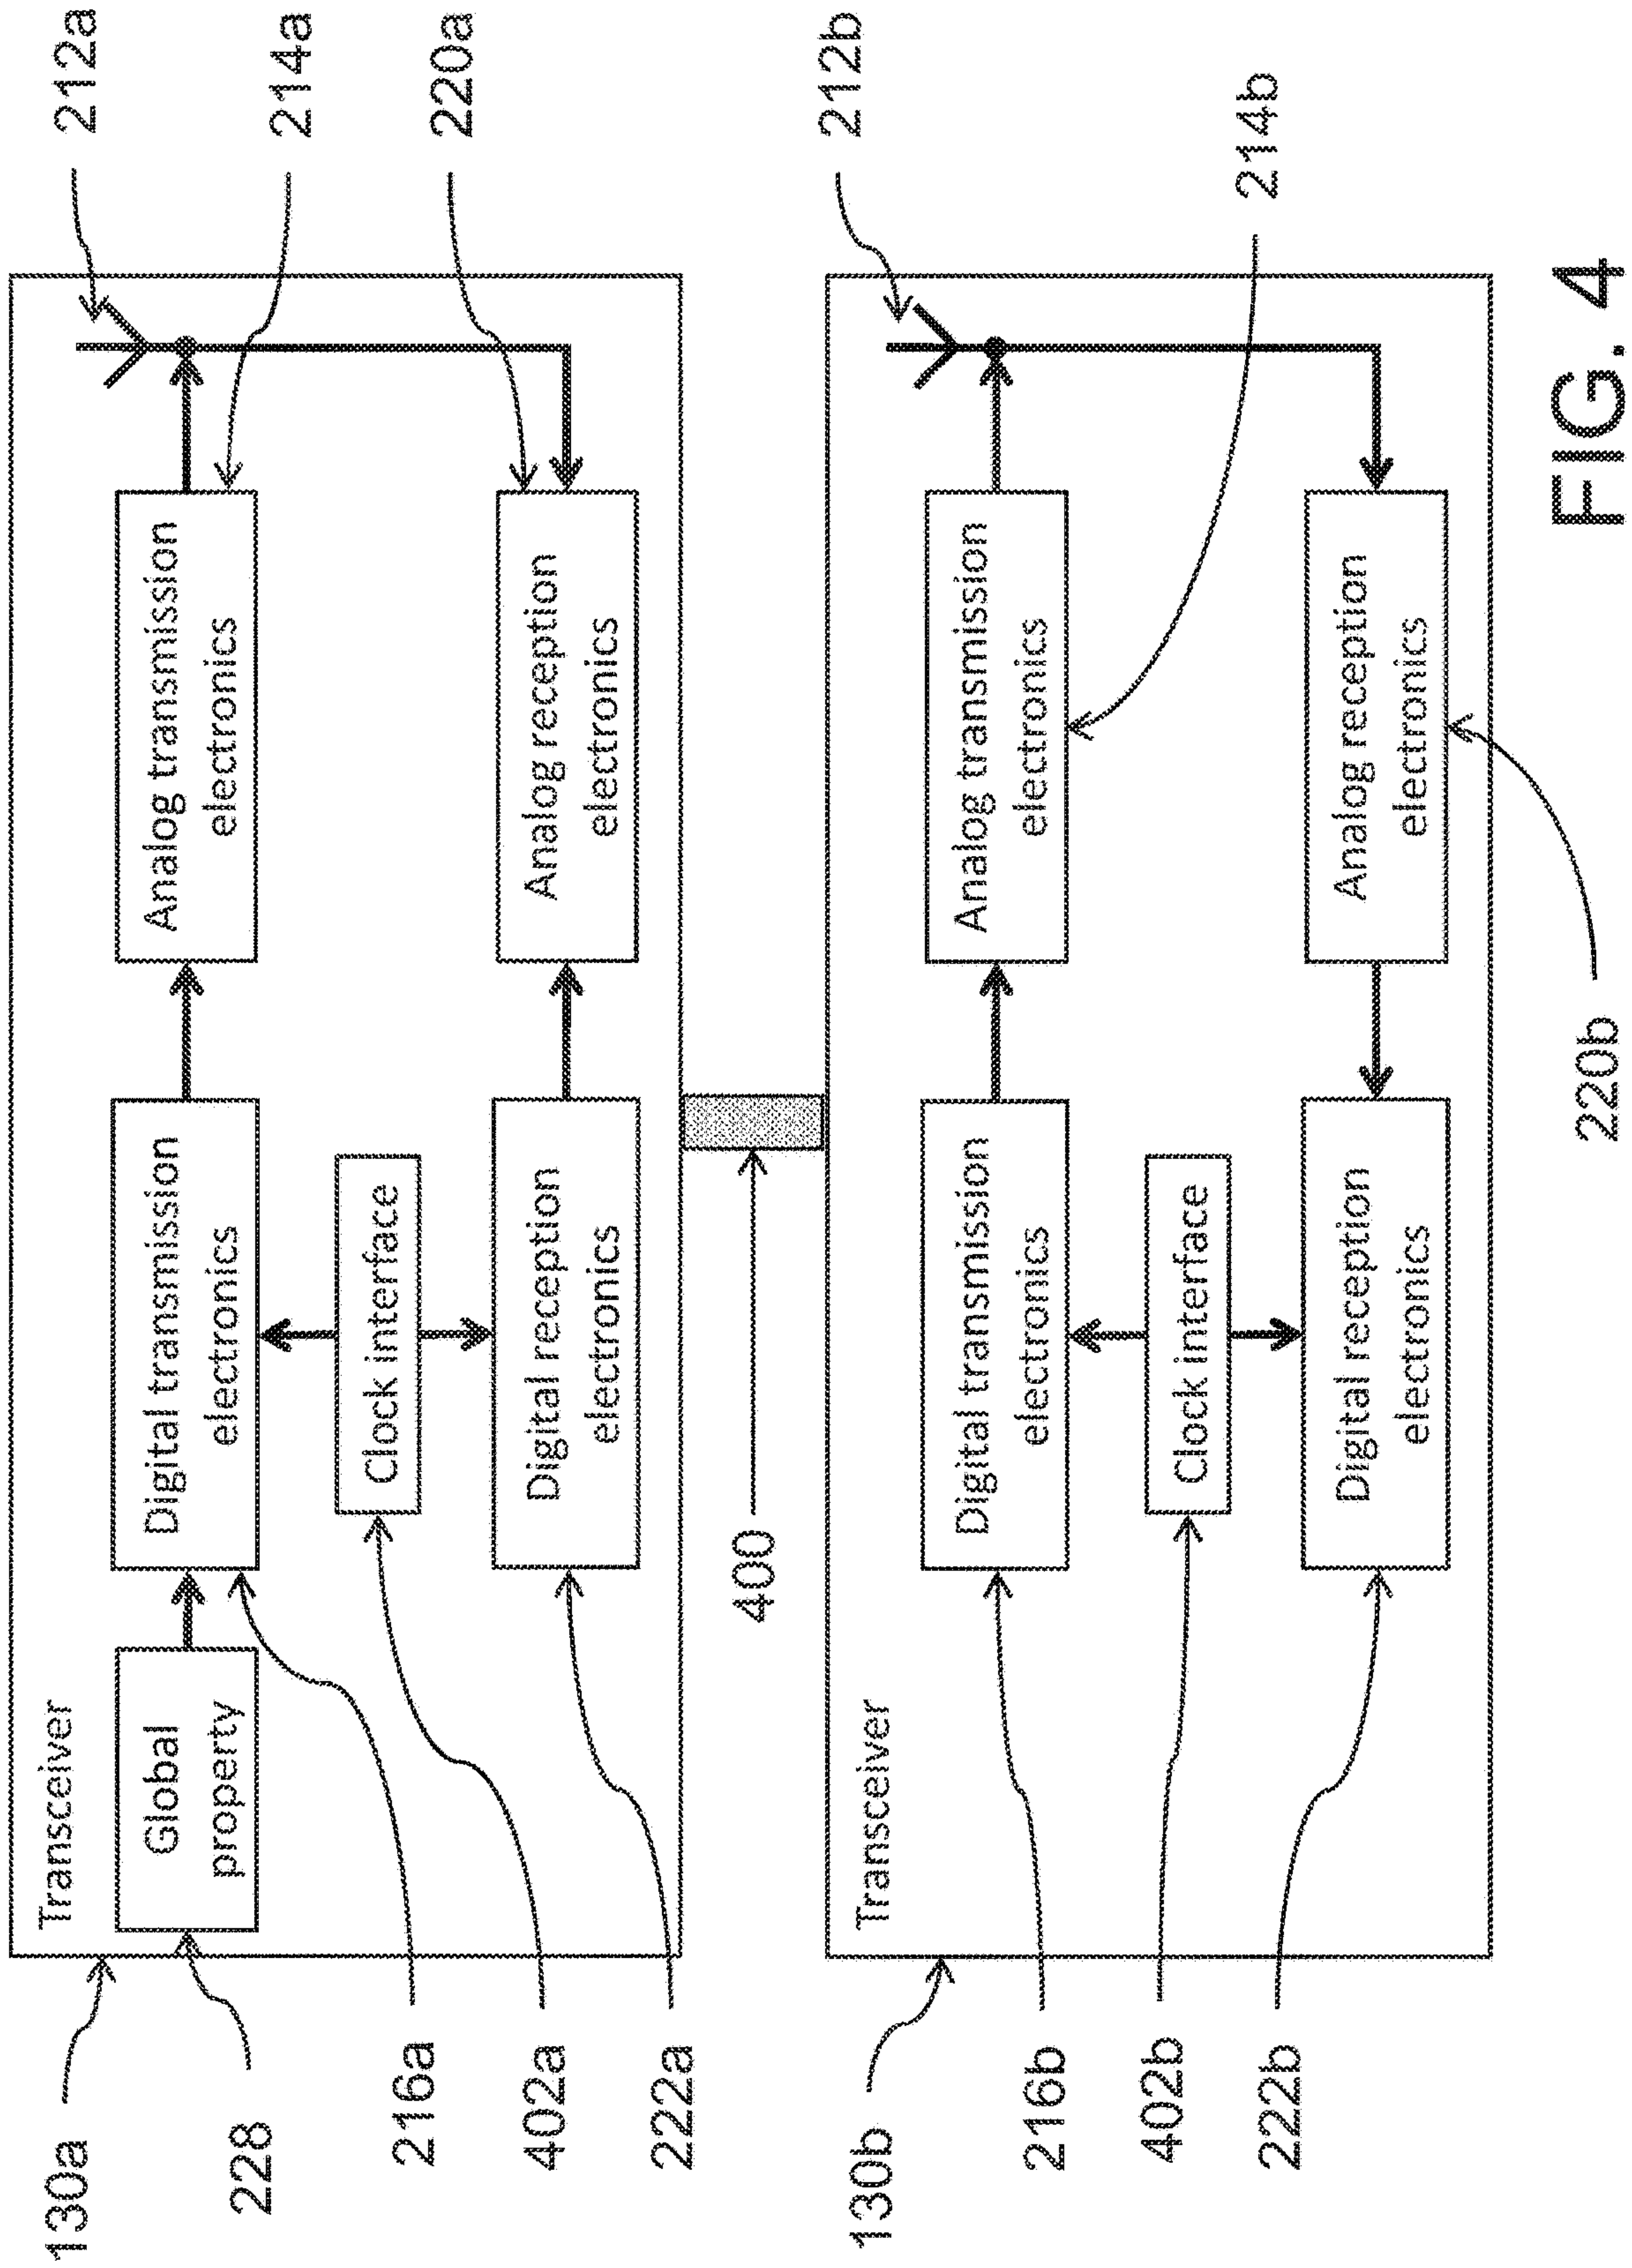 212a
214a
220a
Transceiver
Global
property
Digital transmission
electronics
Analog transmission
electronics
Clock interface
Digital reception
electronics
Analog reception
electronics
130a
228
216a
402a
222a
400
212b
214b
Transceiver
Digital transmission
electronics
Analog transmission
electronics
Clock interface
Digital reception
electronics
Analog reception
electronics
130b
216b
402b
222b
220b
FIG. 4